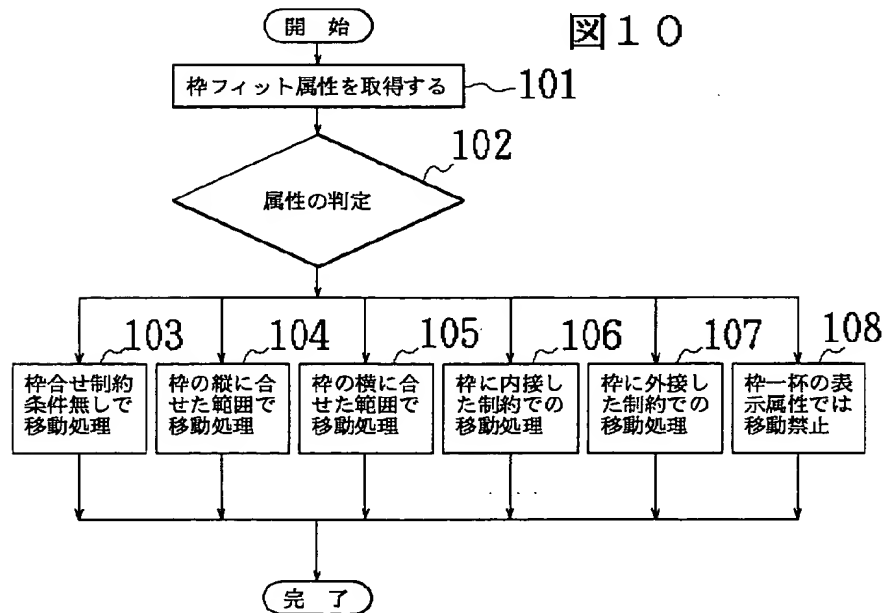 開 始
図１０
枠フィット属性を取得する
101
102
属性の判定
103
104
105
106
107
108
枠合せ制約
条件無しで
移動処理
枠の縦に合
せた範囲で
移動処理
枠の横に合
せた範囲で
移動処理
枠に内接し
た制約での
移動処理
枠に外接し
た制約での
移動処理
枠一杯の表
示属性では
移動禁止
完 了